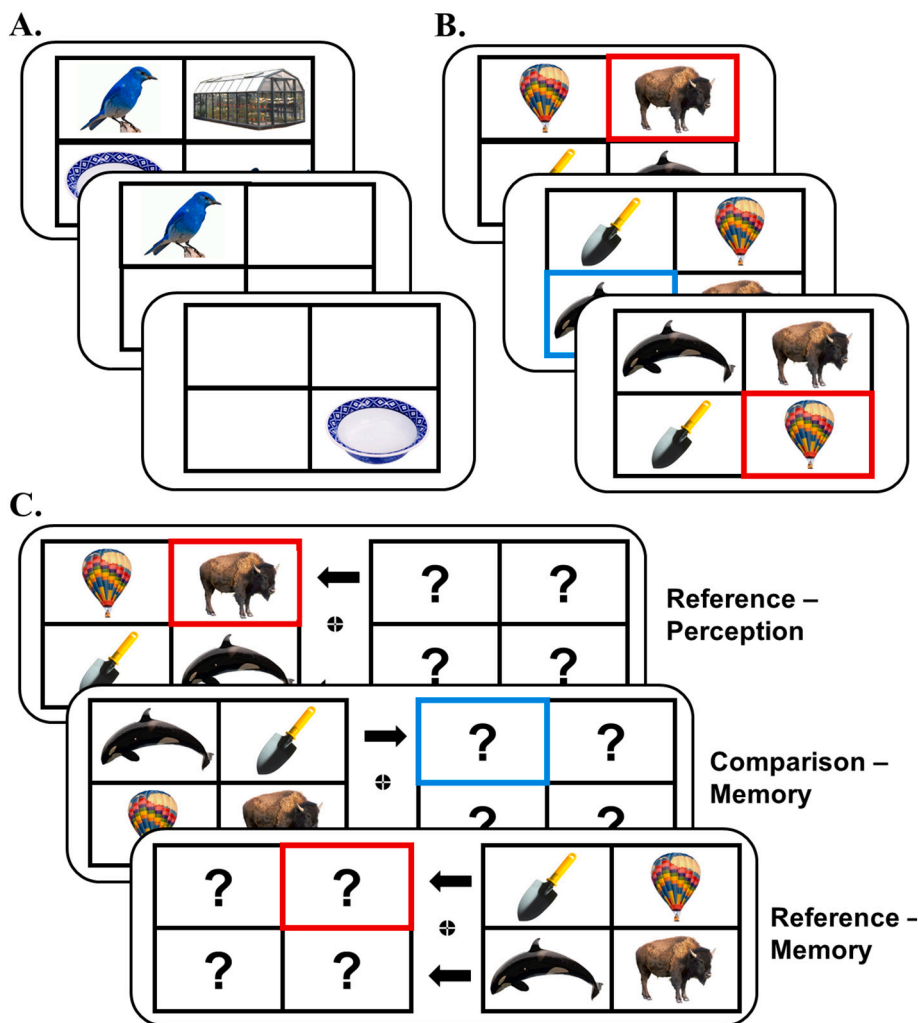 A.
B.
C.
? ?
? ?
Reference –
Perception
? ?
? ?
Comparison –
Memory
? ?
? ?
Reference –
Memory